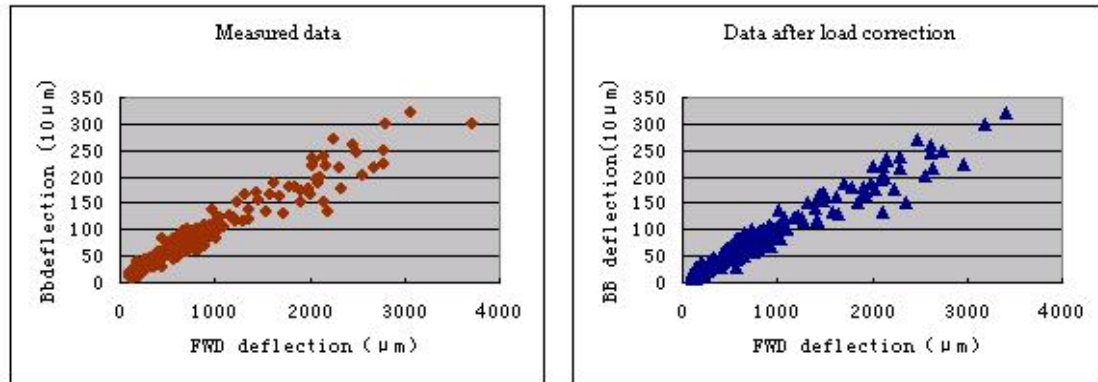 Measured data
350
300
250
200
150
100
50
0
0 1000 2000 3000 4000
Bbdeflection (10μm)
FWD deflection (μm)
Data after load correction
350
300
250
200
150
100
50
0
0 1000 2000 3000 4000
BB deflection(10μm)
FWD deflection (μm)